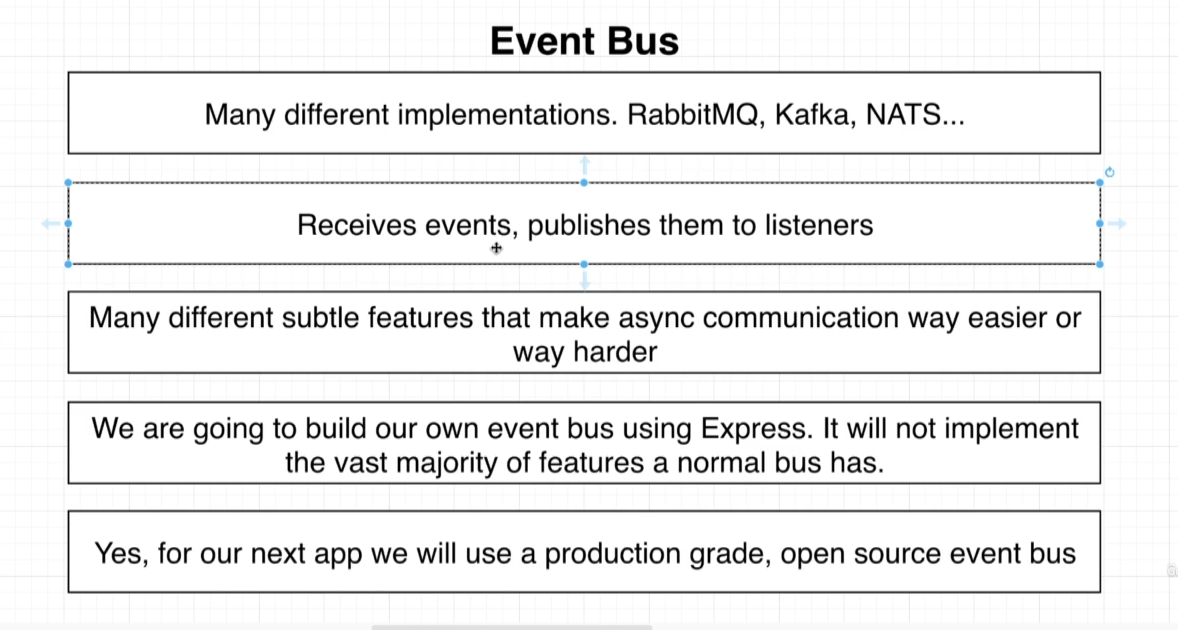 Event Bus
Many different implementations. RabbitMQ, Kafka, NATS...
Receives events, publishes them to listeners
Many different subtle features that make async communication way easier or
way harder
We are going to build our own event bus using Express. It will not implement
the vast majority of features a normal bus has.
Yes, for our next app we will use a production grade, open source event bus